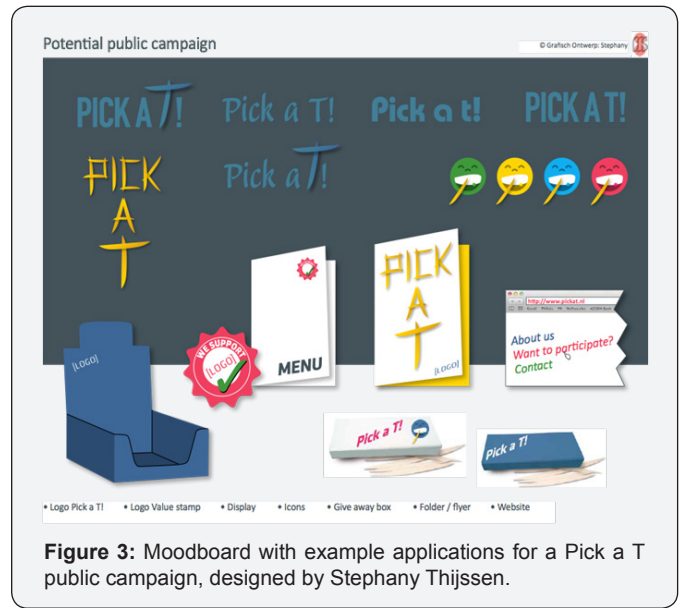 Potential public campaign
© Grafisch Ontwerp: Stephany
PICK A T!
Pick a T!
Pick a t!
PICK A T!
PICK
A
T
Pick a T!
[LOGO]
WE SUPPORT
[LOGO]
MENU
PICK
A
T
[LOGO]
http://www.pickat.nl
About us
Want to participate?
Contact
Pick a T!
Pick a T!
• Logo Pick a T! • Logo Value stamp • Display • Icons • Give away box • Folder / flyer • Website
Figure 3: Moodboard with example applications for a Pick a T
public campaign, designed by Stephany Thijssen.